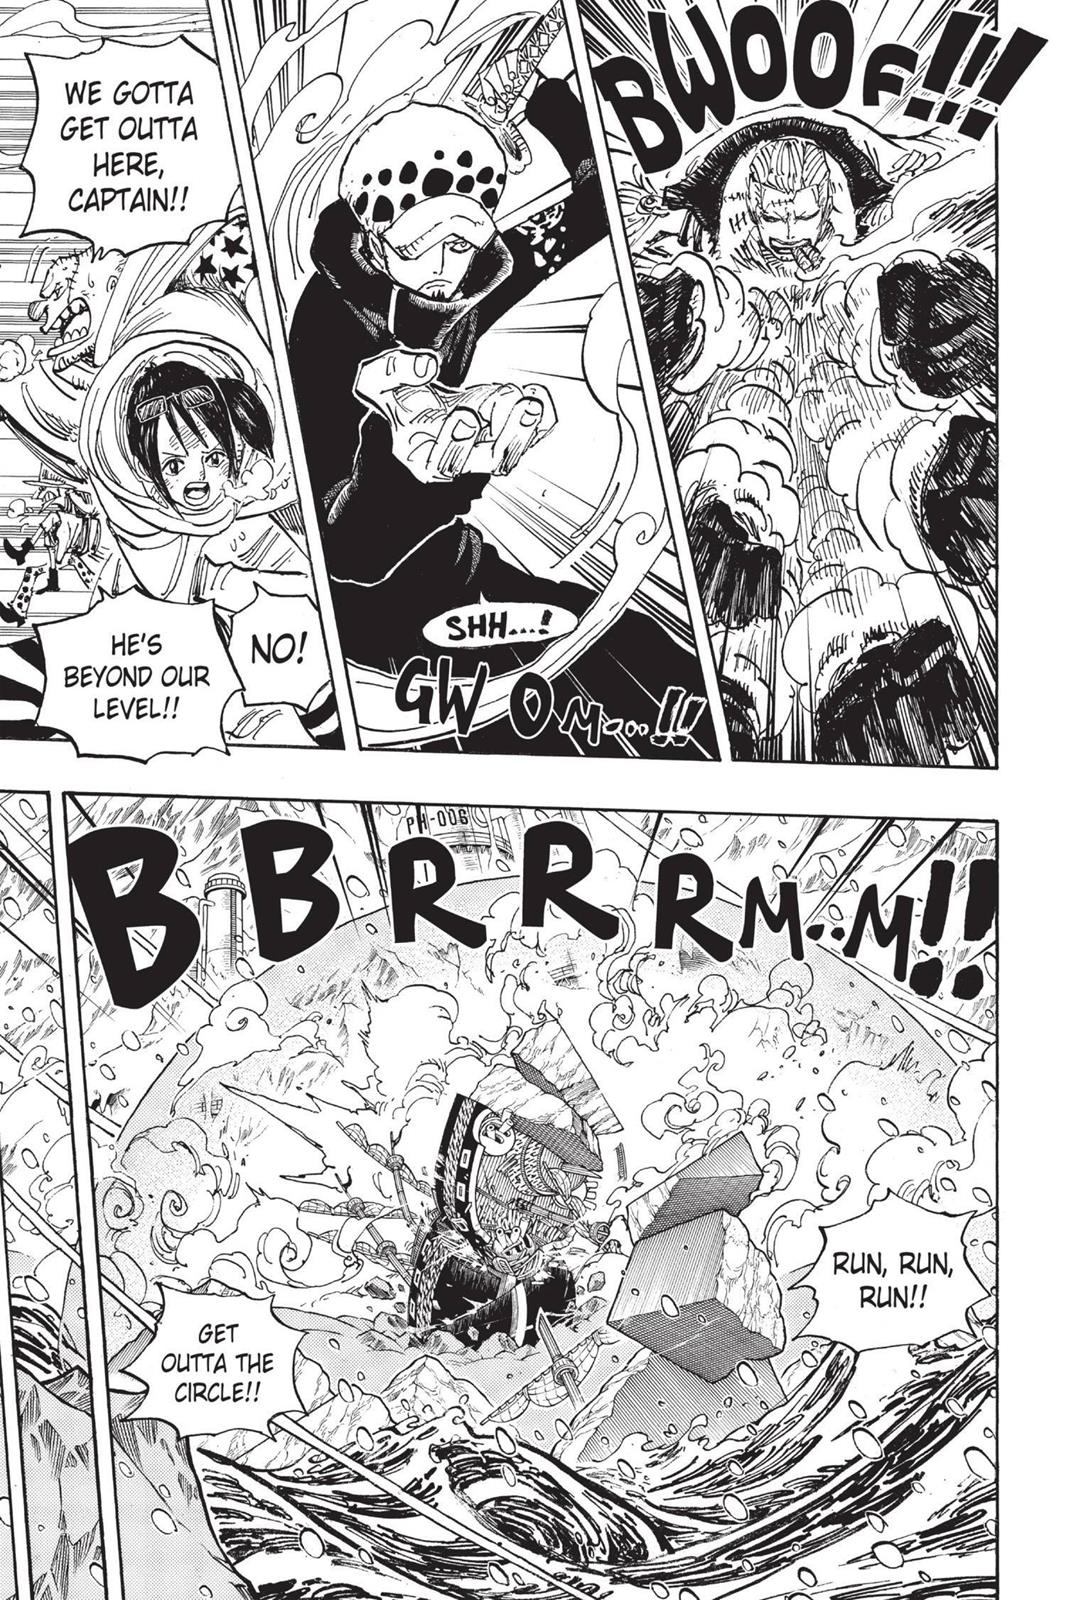 BWOOF!!!
SHH...!
GWOM...!!
WE GOTTA
GET OUTTA
HERE,
CAPTAIN!!
NO!
HE'S
BEYOND OUR
LEVEL!!
PH-006
BBRRRM..M!!
RUN, RUN,
RUN!!
GET
OUTTA THE
CIRCLE!!